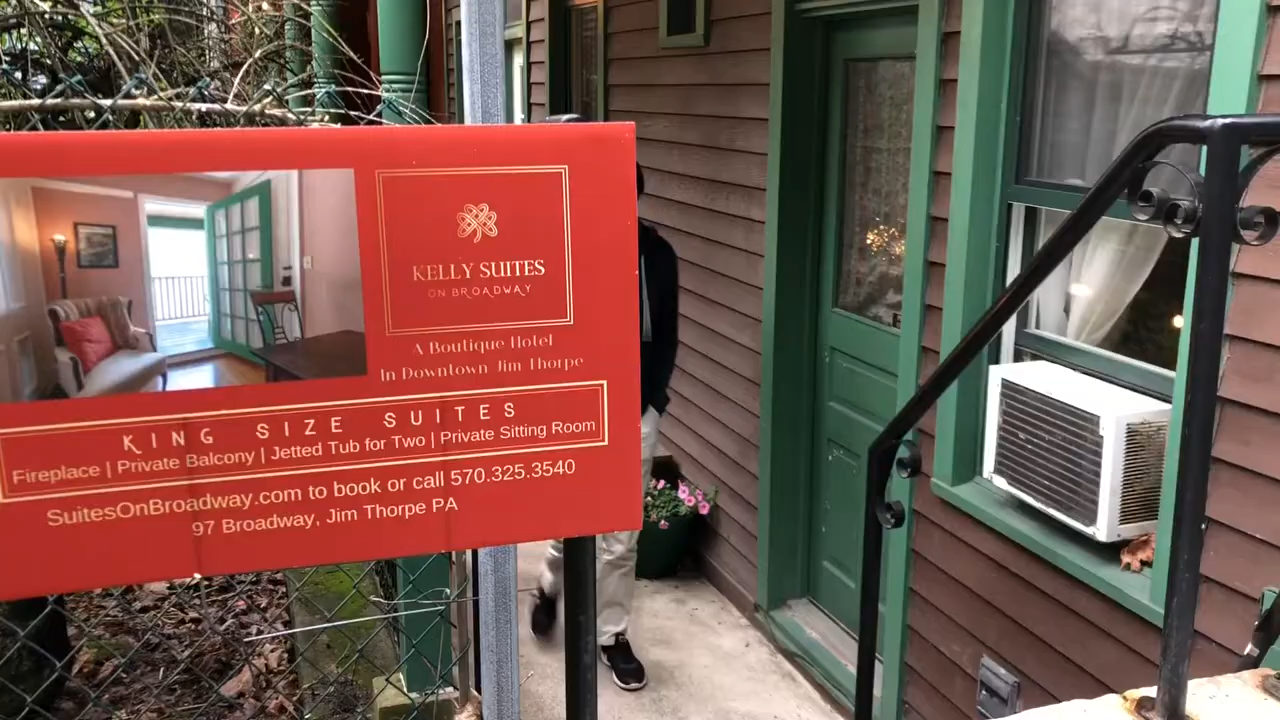 KELLY SUITES
ON BROADWAY
A Boutique Hotel
In Downtown Jim Thorpe
KING SIZE SUITES
Fireplace | Private Balcony | Jetted Tub for Two | Private Sitting Room
SuitesOnBroadway.com to book or call 570.325.3540
97 Broadway, Jim Thorpe PA